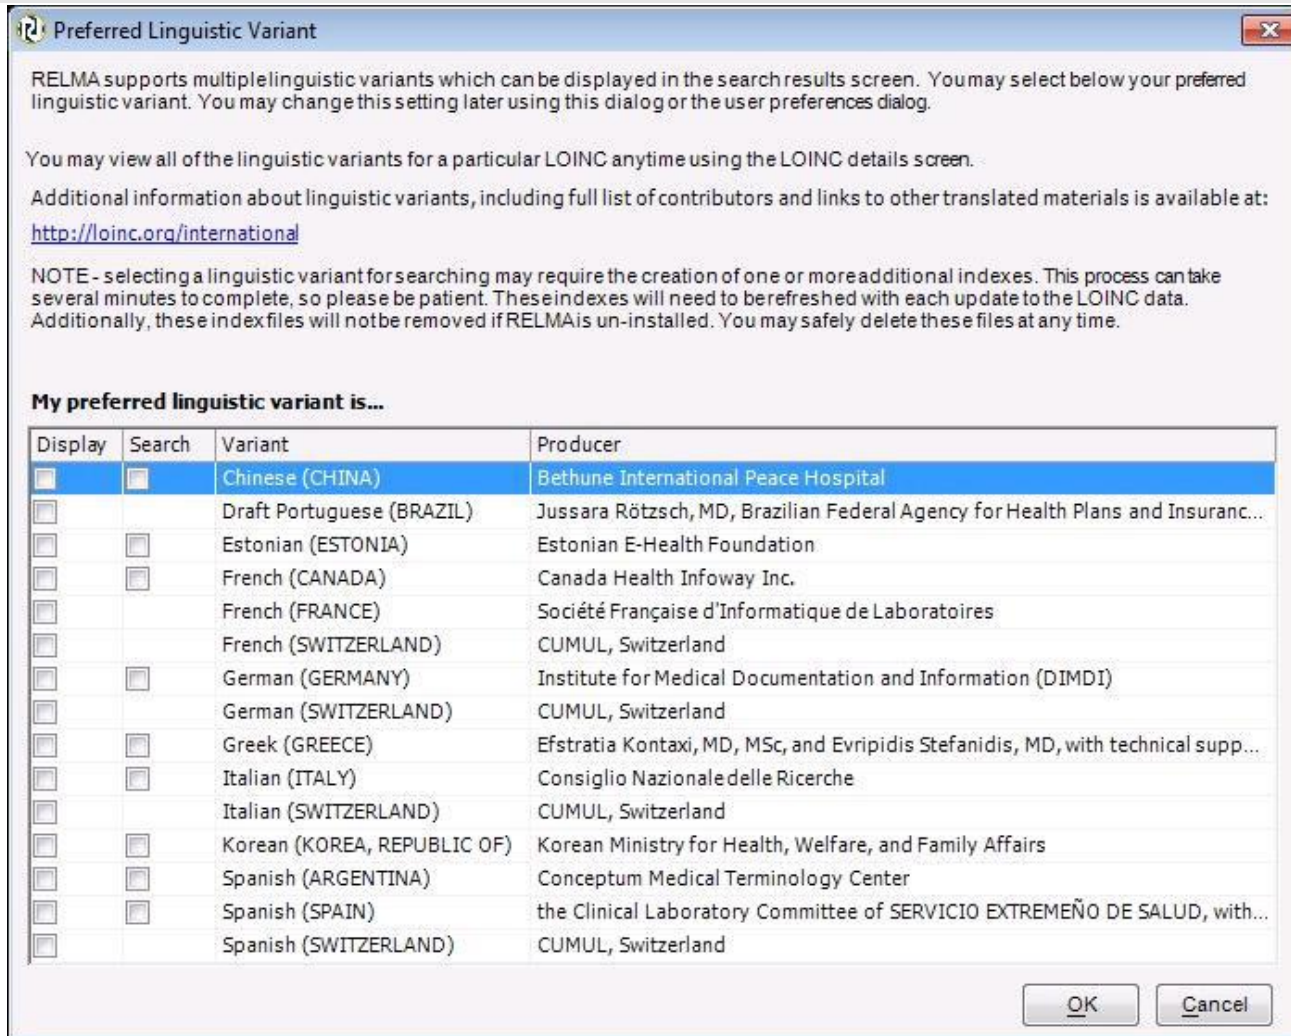 Preferred Linguistic Variant
RELMA supports multiple linguistic variants which can be displayed in the search results screen. You may select below your preferred
linguistic variant. You may change this setting later using this dialog or the user preferences dialog.
You may view all of the linguistic variants for a particular LOINC anytime using the LOINC details screen.
Additional information about linguistic variants, including full list of contributors and links to other translated materials is available at:
http://loinc.org/international
NOTE - selecting a linguistic variant for searching may require the creation of one or more additional indexes. This process can take
several minutes to complete, so please be patient. These indexes will need to be refreshed with each update to the LOINC data.
Additionally, these index files will not be removed if RELMA is un-installed. You may safely delete these files at any time.
My preferred linguistic variant is...
Display Search Variant Producer
Chinese (CHINA) Bethune International Peace Hospital
Draft Portuguese (BRAZIL) Jussara Rötzsch, MD, Brazilian Federal Agency for Health Plans and Insuranc...
Estonian (ESTONIA) Estonian E-Health Foundation
French (CANADA) Canada Health Infoway Inc.
French (FRANCE) Société Française d'Informatique de Laboratoires
French (SWITZERLAND) CUMUL, Switzerland
German (GERMANY) Institute for Medical Documentation and Information (DIMDI)
German (SWITZERLAND) CUMUL, Switzerland
Greek (GREECE) Efstratia Kontaxi, MD, MSc, and Evripidis Stefanidis, MD, with technical supp...
Italian (ITALY) Consiglio Nazionale delle Ricerche
Italian (SWITZERLAND) CUMUL, Switzerland
Korean (KOREA, REPUBLIC OF) Korean Ministry for Health, Welfare, and Family Affairs
Spanish (ARGENTINA) Conceptum Medical Terminology Center
Spanish (SPAIN) the Clinical Laboratory Committee of SERVICIO EXTREMEÑO DE SALUD, with...
Spanish (SWITZERLAND) CUMUL, Switzerland
OK Cancel